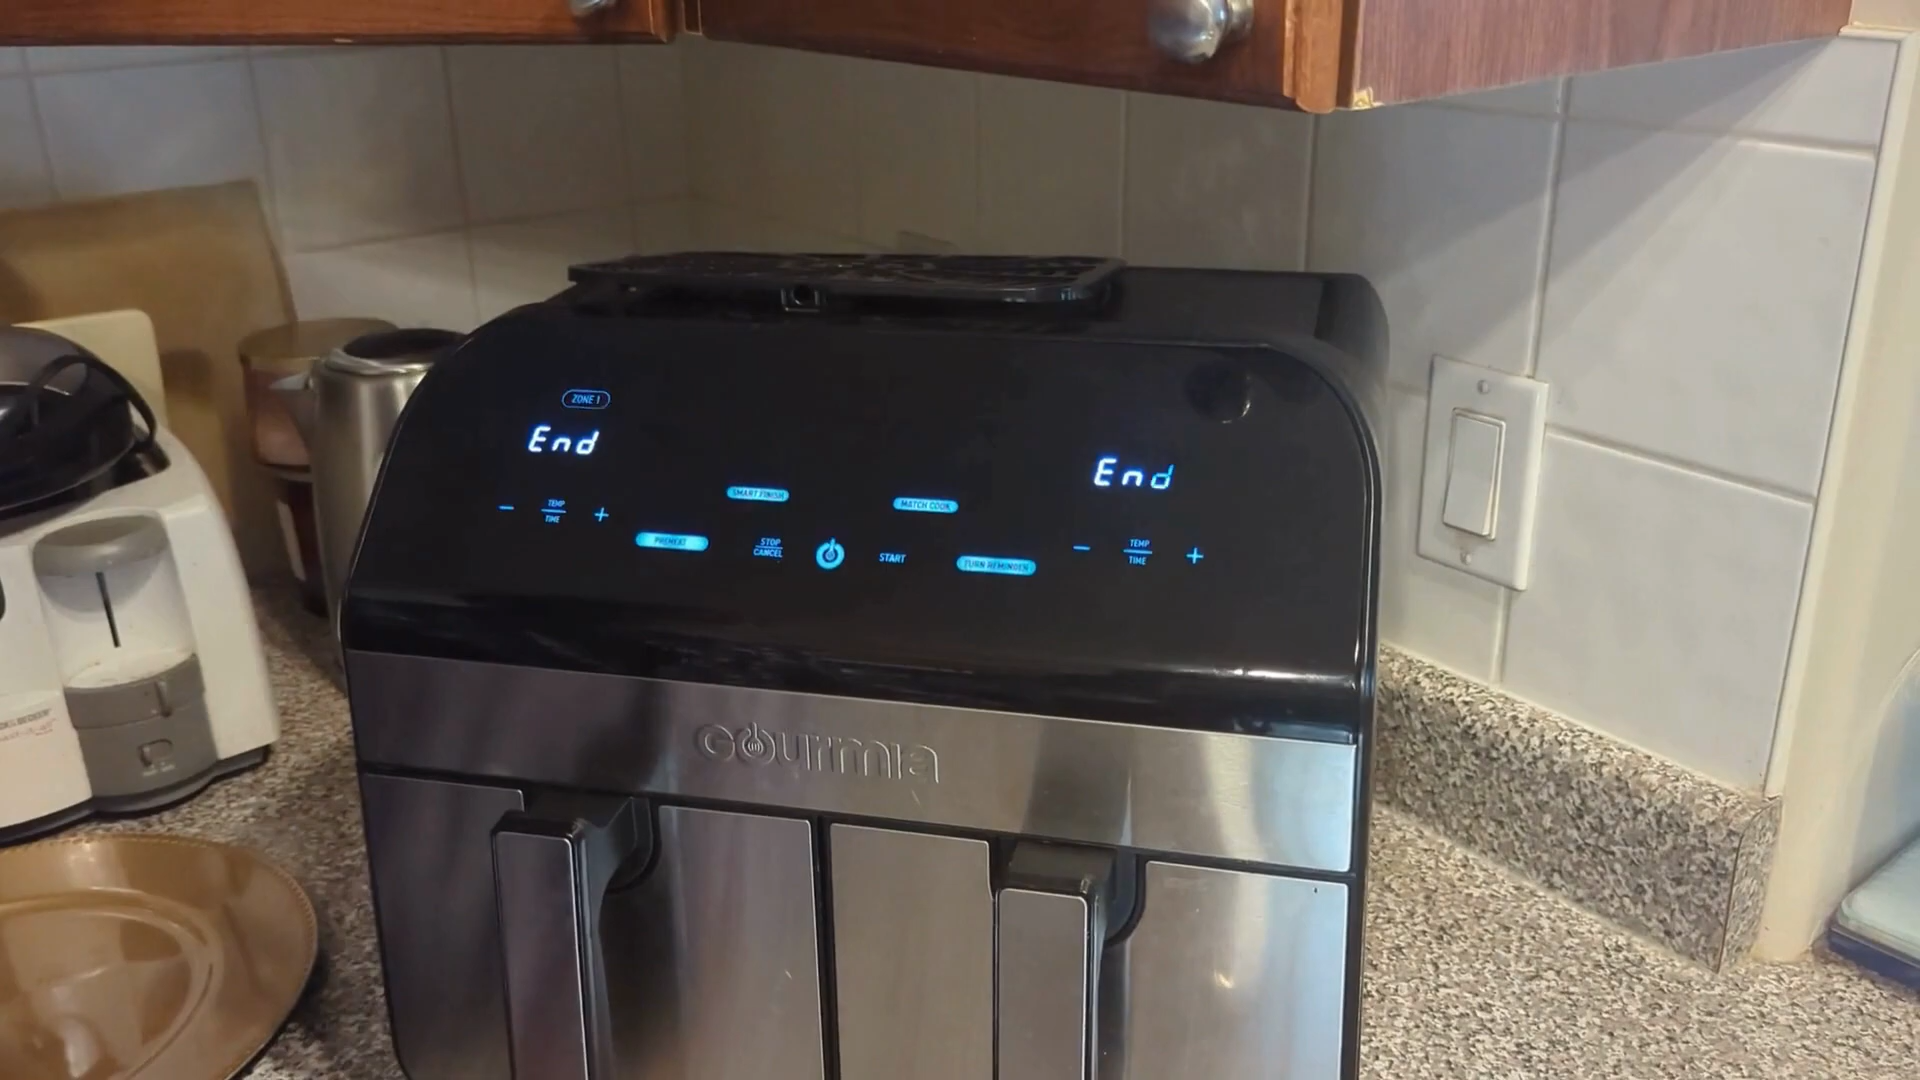 ZONE 1
End
End
SMART FINISH
MATCH COOK
− TEMP TIME +
PREHEAT
STOP CANCEL
START
TURN REMINDER
− TEMP TIME +
Gourmia